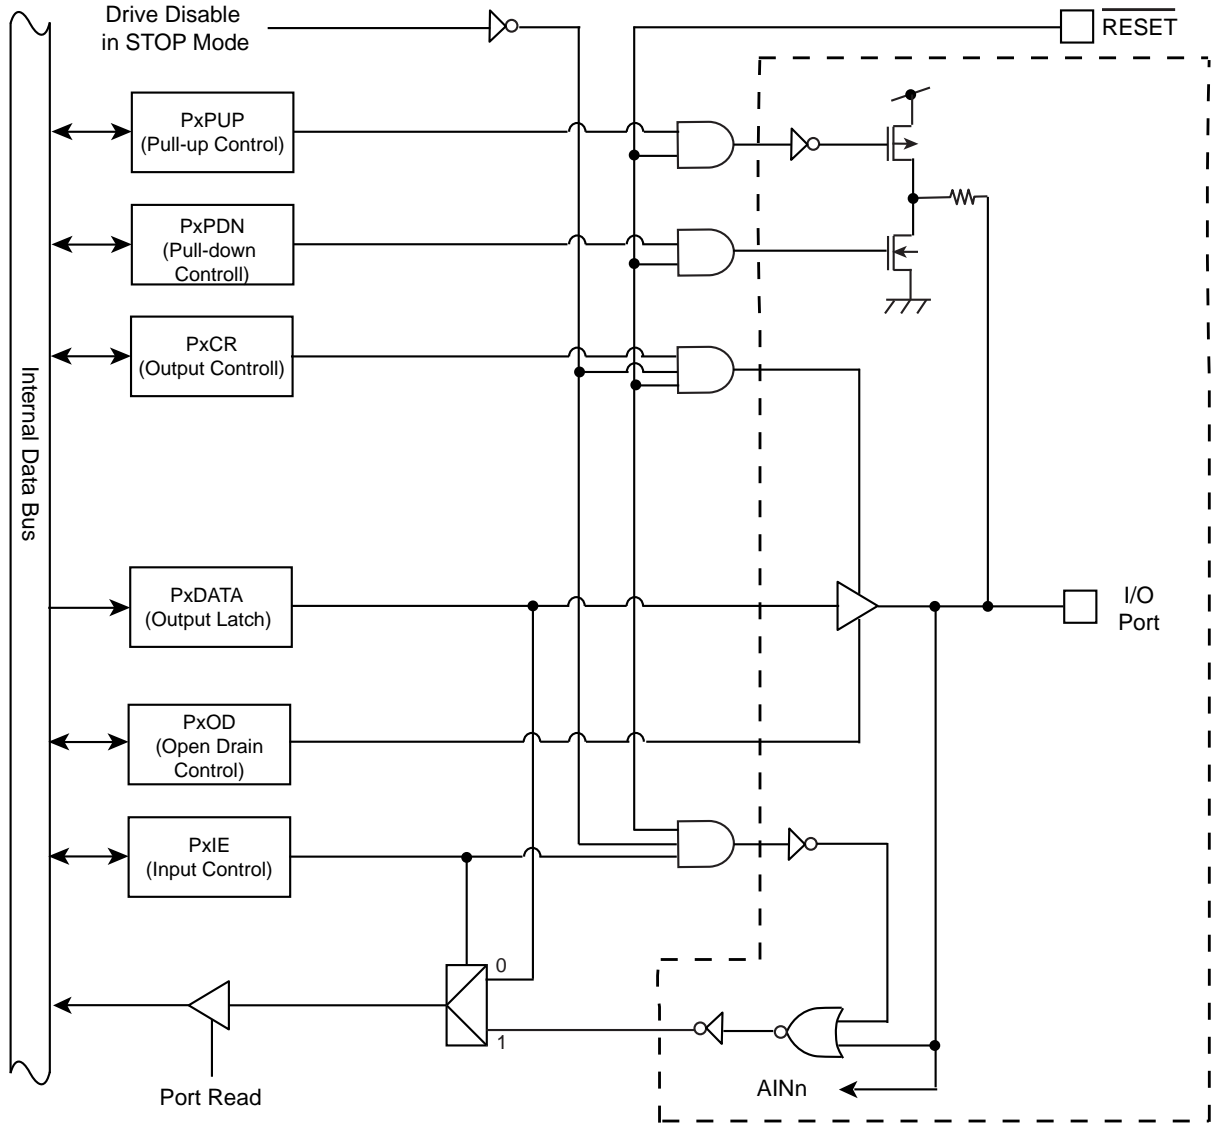 Drive Disable
in STOP Mode
RESET
PxPUP
(Pull-up Control)
PxPDN
(Pull-down
Controll)
PxCR
(Output Controll)
Internal Data Bus
PxDATA
(Output Latch)
I/O
Port
PxOD
(Open Drain
Control)
PxIE
(Input Control)
0
1
AINn
Port Read